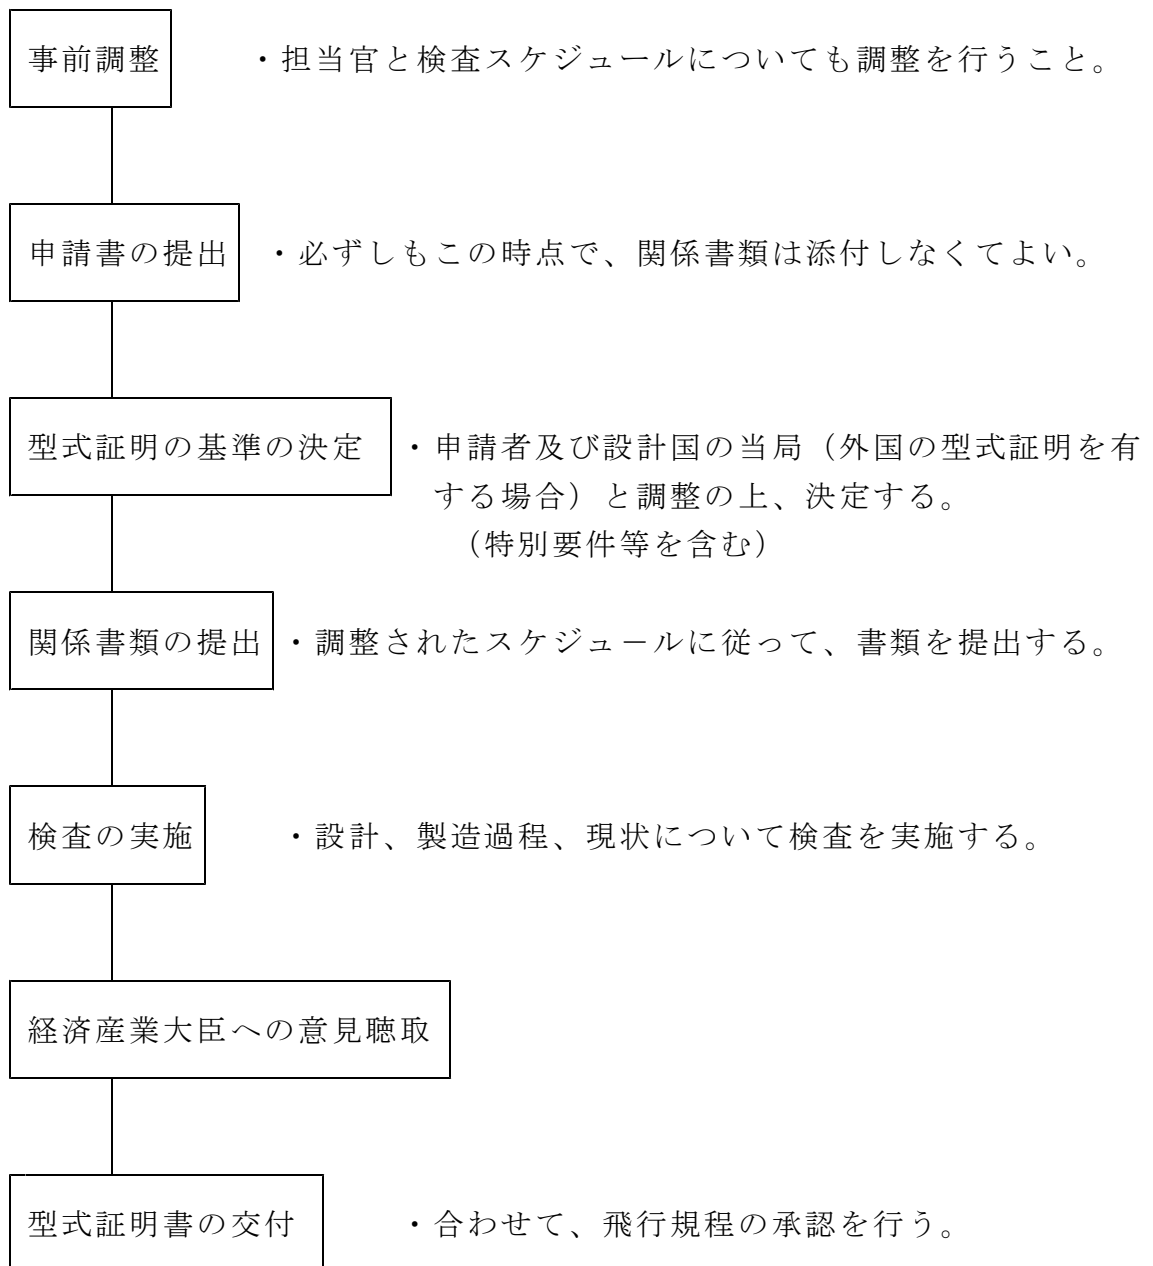 事前調整 ・担当官と検査スケジュールについても調整を行うこと。
申請書の提出 ・必ずしもこの時点で、関係書類は添付しなくてよい。
型式証明の基準の決定 ・申請者及び設計国の当局（外国の型式証明を有
する場合）と調整の上、決定する。
（特別要件等を含む）
関係書類の提出 ・調整されたスケジュ－ルに従って、書類を提出する。
検査の実施 ・設計、製造過程、現状について検査を実施する。
経済産業大臣への意見聴取
型式証明書の交付 ・合わせて、飛行規程の承認を行う。